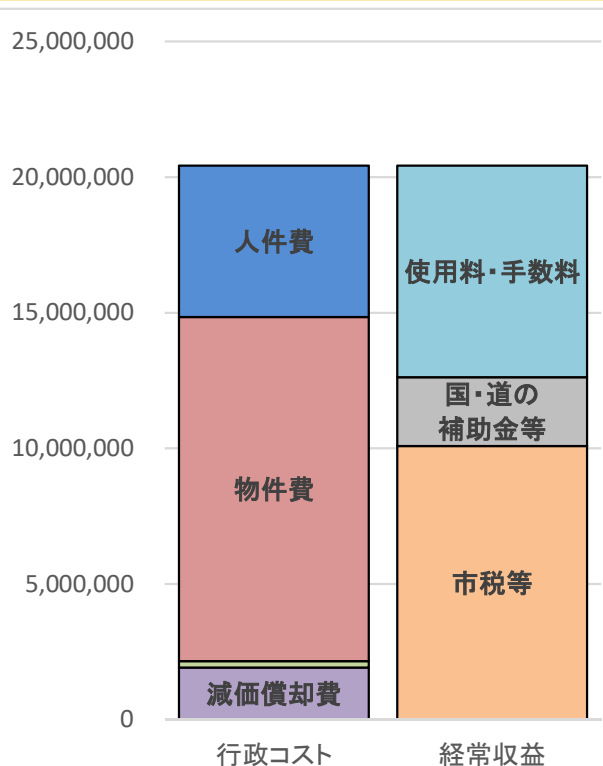 25,000,000
20,000,000
15,000,000
10,000,000
5,000,000
0
人件費
物件費
減価償却費
使用料・手数料
国・道の
補助金等
市税等
行政コスト
経常収益